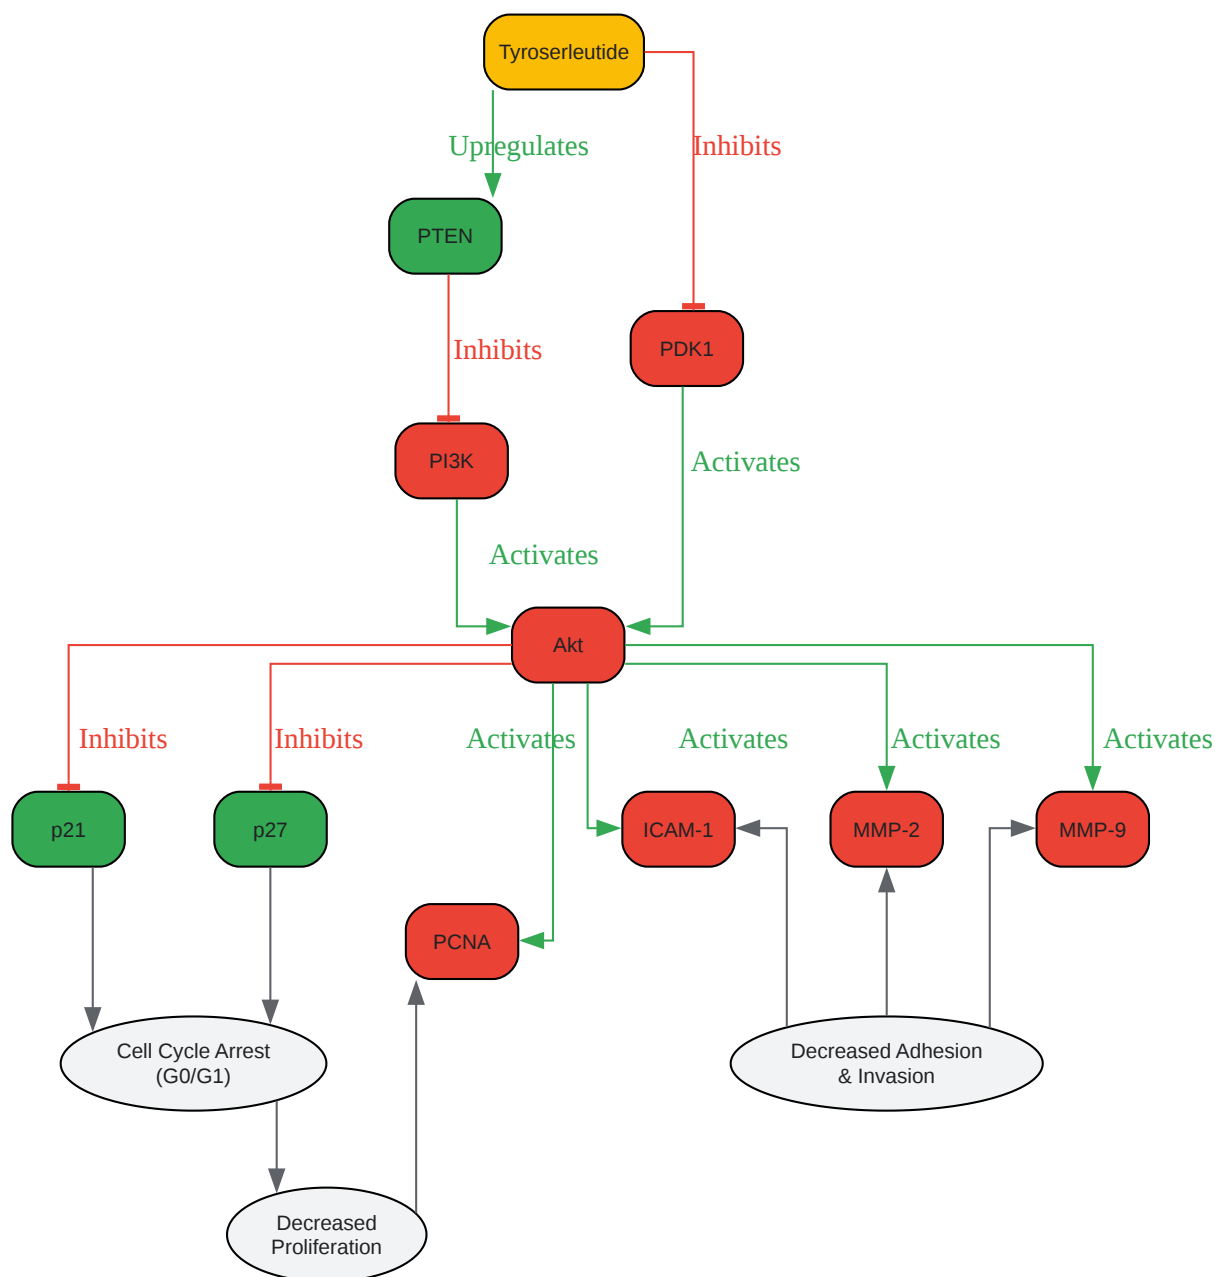 Tyroserleutide
Upregulates
Inhibits
PTEN
Inhibits
PDK1
PI3K
Activates
Activates
Akt
Inhibits
Inhibits
Activates
Activates
Activates
Activates
p21
p27
ICAM-1
MMP-2
MMP-9
PCNA
Cell Cycle Arrest
(G0/G1)
Decreased Adhesion
& Invasion
Decreased
Proliferation